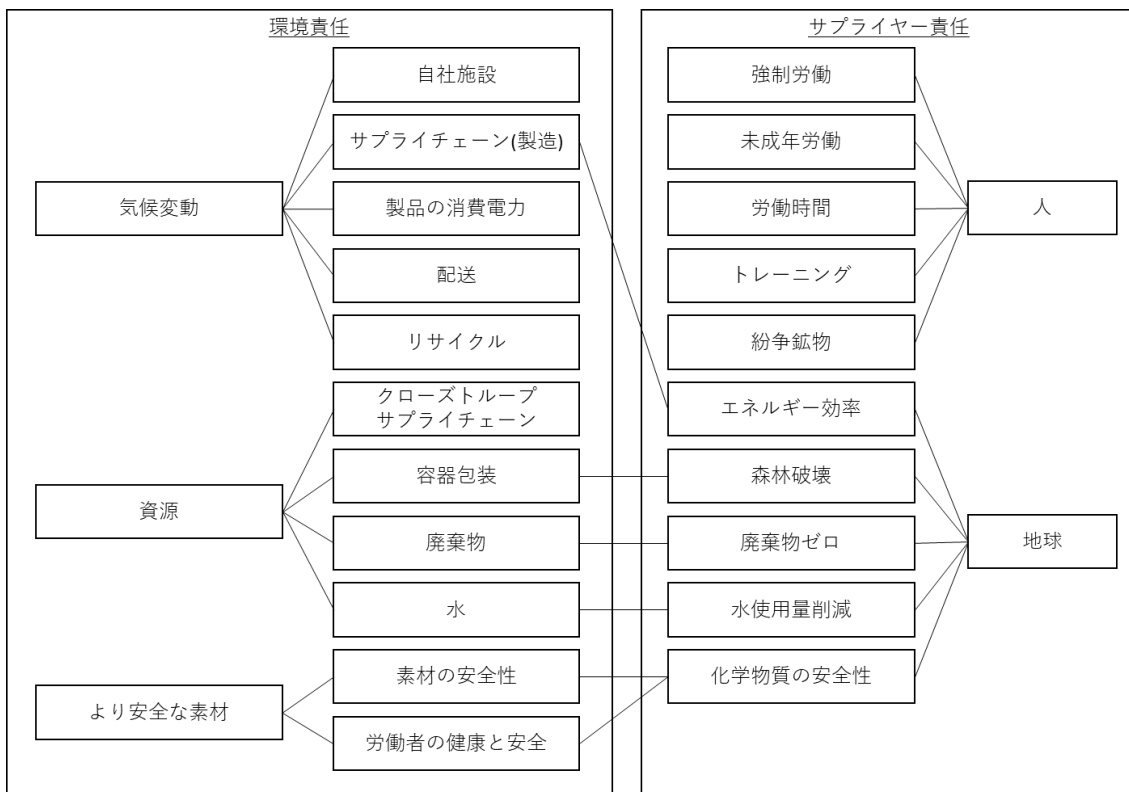 環境責任
自社施設
サプライチェーン(製造)
気候変動
製品の消費電力
配送
リサイクル
クローズトループ
サプライチェーン
容器包装
資源
廃棄物
水
素材の安全性
より安全な素材
労働者の健康と安全
サプライヤー責任
強制労働
未成年労働
労働時間
人
トレーニング
紛争鉱物
エネルギー効率
森林破壊
廃棄物ゼロ
地球
水使用量削減
化学物質の安全性